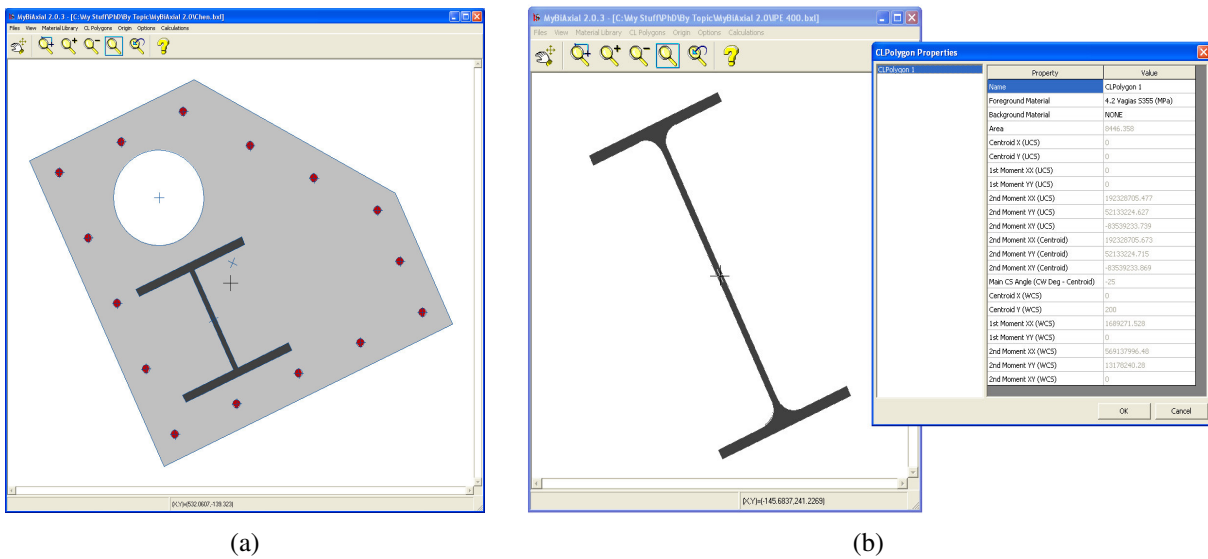 MyBiAxial 2.0.3 - [C:\My Stuff\PhD\By Topic\MyBiAxial 2.0\Chen.bxl]
Files View Material Library CL Polygons Origin Options Calculations
(X,Y)=(532.0607,-139.323)
(a)
MyBiAxial 2.0.3 - [C:\My Stuff\PhD\By Topic\MyBiAxial 2.0\IPE 400.bxl]
Files View Material Library CL Polygons Origin Options Calculations
(X,Y)=(-145.6837,241.2269)
(b)
CLPolygon Properties
CLPolygon 1
Property Value
Name CLPolygon 1
Foreground Material 4.2 Vagias S355 (MPa)
Background Material NONE
Area 9446.358
Centroid X (UCS) 0
Centroid Y (UCS) 0
1st Moment XX (UCS) 0
1st Moment YY (UCS) 0
2nd Moment XX (UCS) 192328705.477
2nd Moment YY (UCS) 52133224.627
2nd Moment XY (UCS) -83539233.739
2nd Moment XX (Centroid) 192328705.673
2nd Moment YY (Centroid) 52133224.715
2nd Moment XY (Centroid) -83539233.869
Main CS Angle (CW Deg - Centroid) -25
Centroid X (WCS) 0
Centroid Y (WCS) 200
1st Moment XX (WCS) 1689271.528
1st Moment YY (WCS) 0
2nd Moment XX (WCS) 569137996.48
2nd Moment YY (WCS) 13178240.28
2nd Moment XY (WCS) 0
OK Cancel